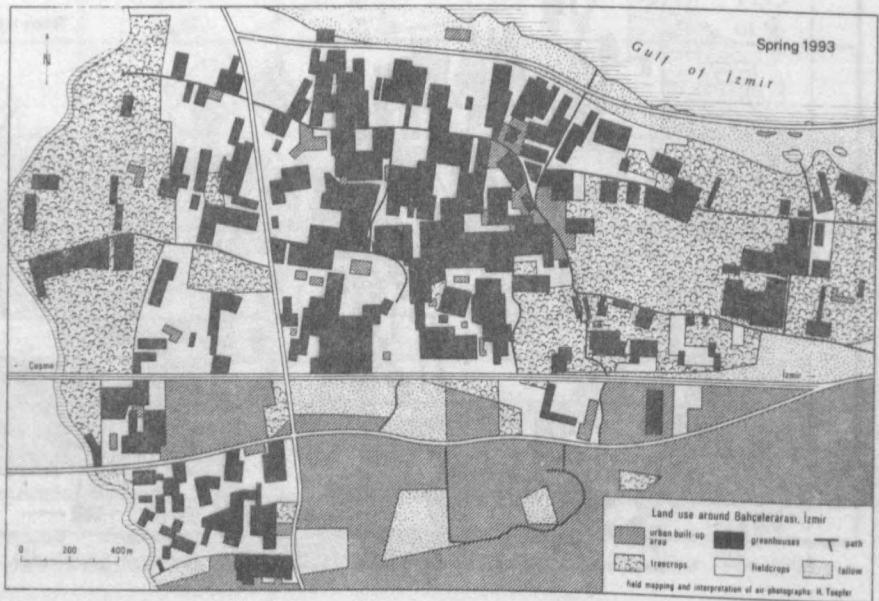 Spring 1993
Gulf of İzmir
N
Çeşme
İzmir
0 200 400 m
Land use around Bahçelerarası, İzmir
urban built-up area
greenhouses
path
treecrops
fieldcrops
fallow
field mapping and interpretation of air-photographs: H. Toepfer